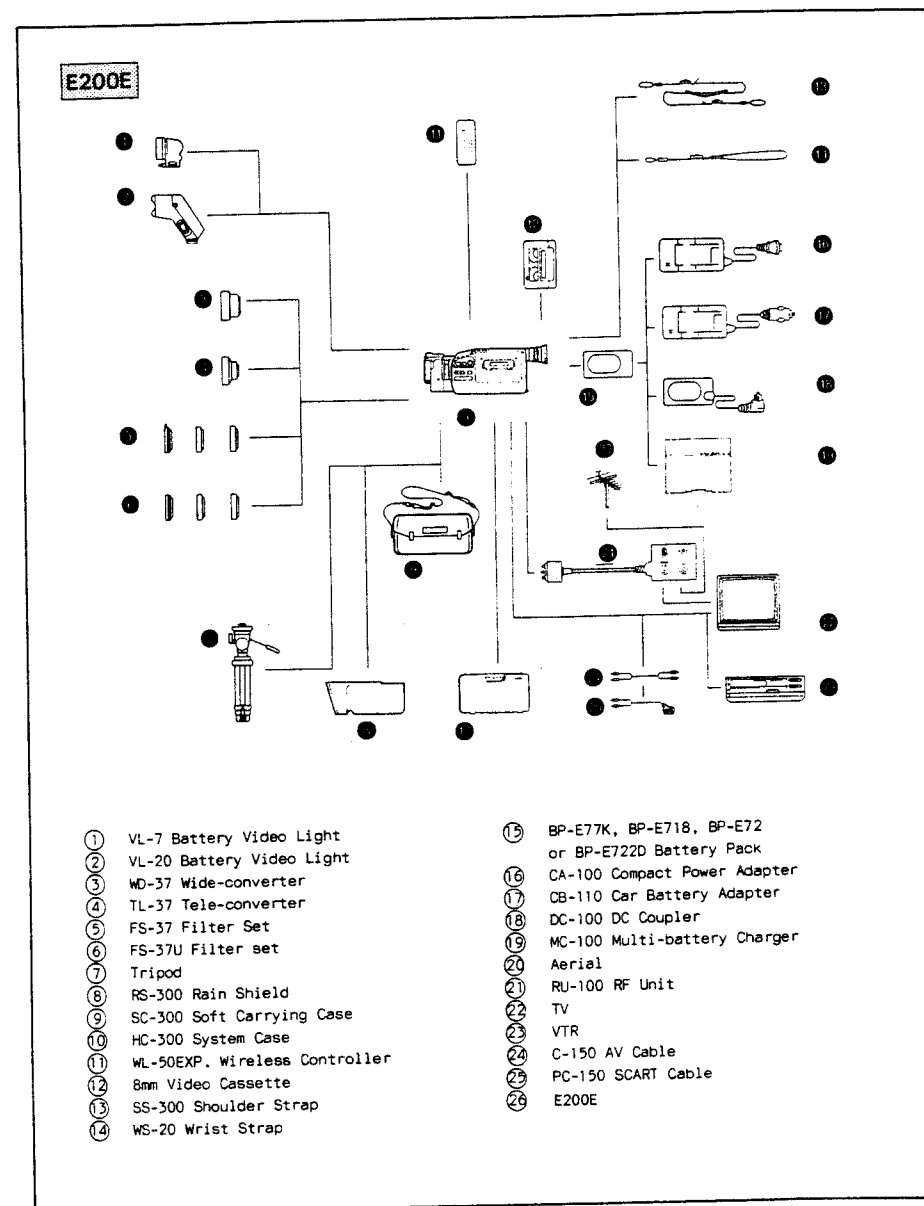 E200E
11
16
17
① VL-7 Battery Video Light
② VL-20 Battery Video Light
③ WD-37 Wide-converter
④ TL-37 Tele-converter
⑤ FS-37 Filter Set
⑥ FS-37U Filter set
⑦ Tripod
⑧ RS-300 Rain Shield
⑨ SC-300 Soft Carrying Case
⑩ HC-300 System Case
⑪ WL-50EXP. Wireless Controller
⑫ 8mm Video Cassette
⑬ SS-300 Shoulder Strap
⑭ WS-20 Wrist Strap
⑮ BP-E77K, BP-E718, BP-E72
or BP-E722D Battery Pack
⑯ CA-100 Compact Power Adapter
⑰ CB-110 Car Battery Adapter
⑱ DC-100 DC Coupler
⑲ MC-100 Multi-battery Charger
⑳ Aerial
㉑ RU-100 RF Unit
㉒ TV
㉓ VTR
㉔ C-150 AV Cable
㉕ PC-150 SCART Cable
㉖ E200E